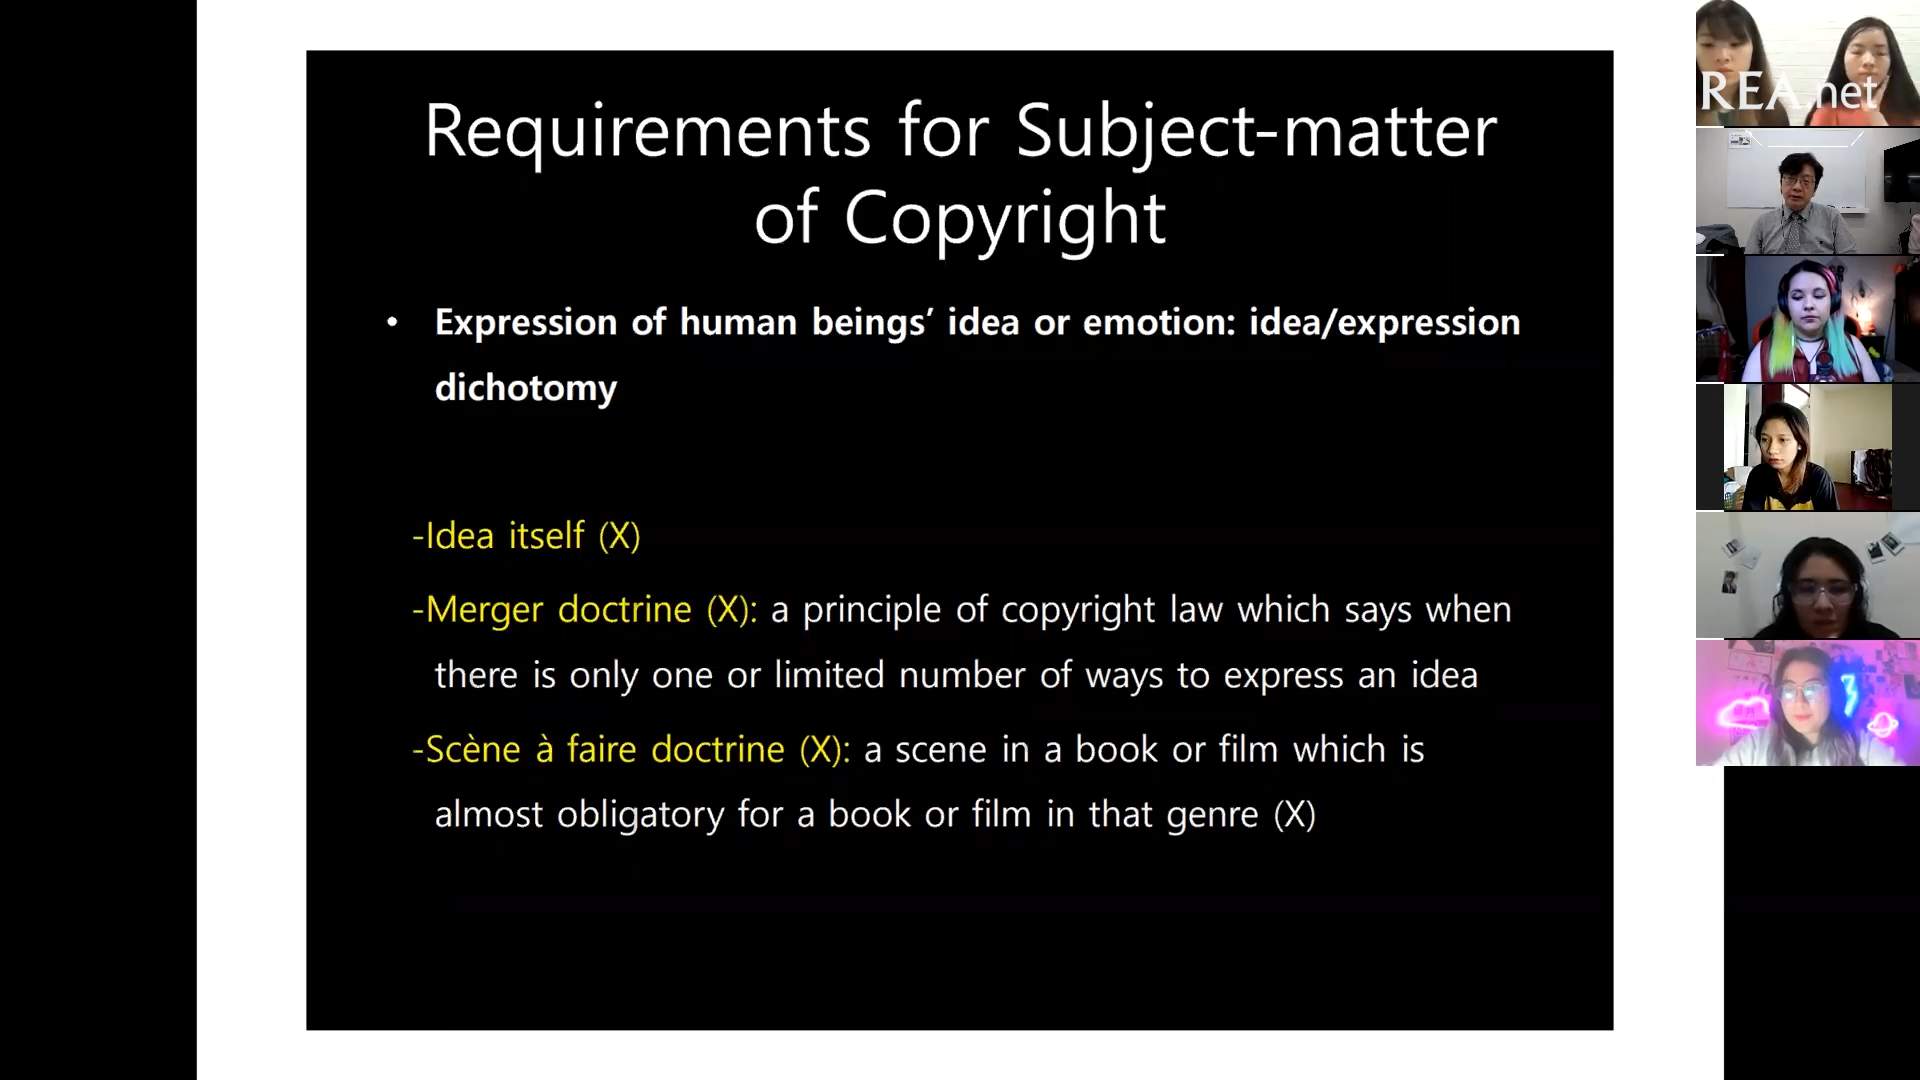 Requirements for Subject-matter
of Copyright
• Expression of human beings’ idea or emotion: idea/expression
dichotomy
-Idea itself (X)
-Merger doctrine (X): a principle of copyright law which says when
there is only one or limited number of ways to express an idea
-Scène à faire doctrine (X): a scene in a book or film which is
almost obligatory for a book or film in that genre (X)
REA.net